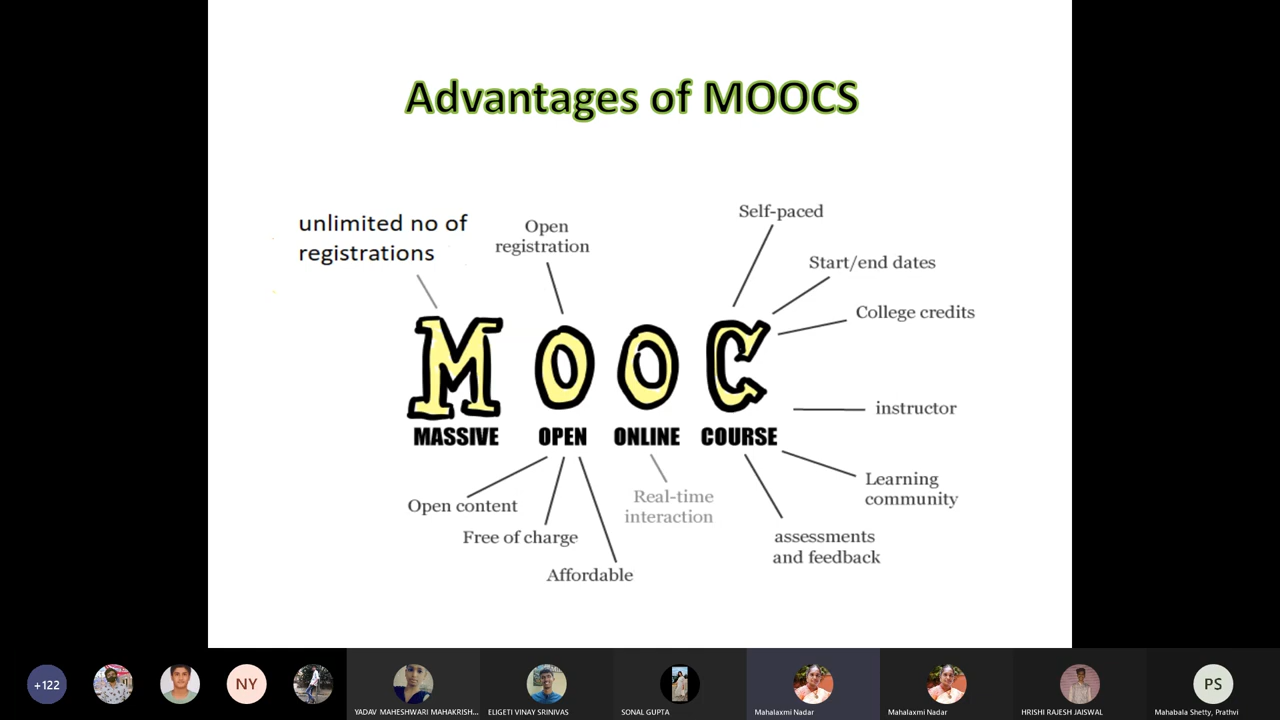 Advantages of MOOCS
unlimited no of
registrations
Open
registration
Self-paced
Start/end dates
College credits
MOOC
MASSIVE OPEN ONLINE COURSE
instructor
Learning
community
Open content
Free of charge
Affordable
Real-time
interaction
assessments
and feedback
+122
NY
PS
YADAV MAHESHWARI MAHAKRISH...
ELIGETI VINAY SRINIVAS
SONAL GUPTA
Mahalaxmi Nadar
Mahalaxmi Nadar
HRISHI RAJESH JAISWAL
Mahabala Shetty, Prathvi